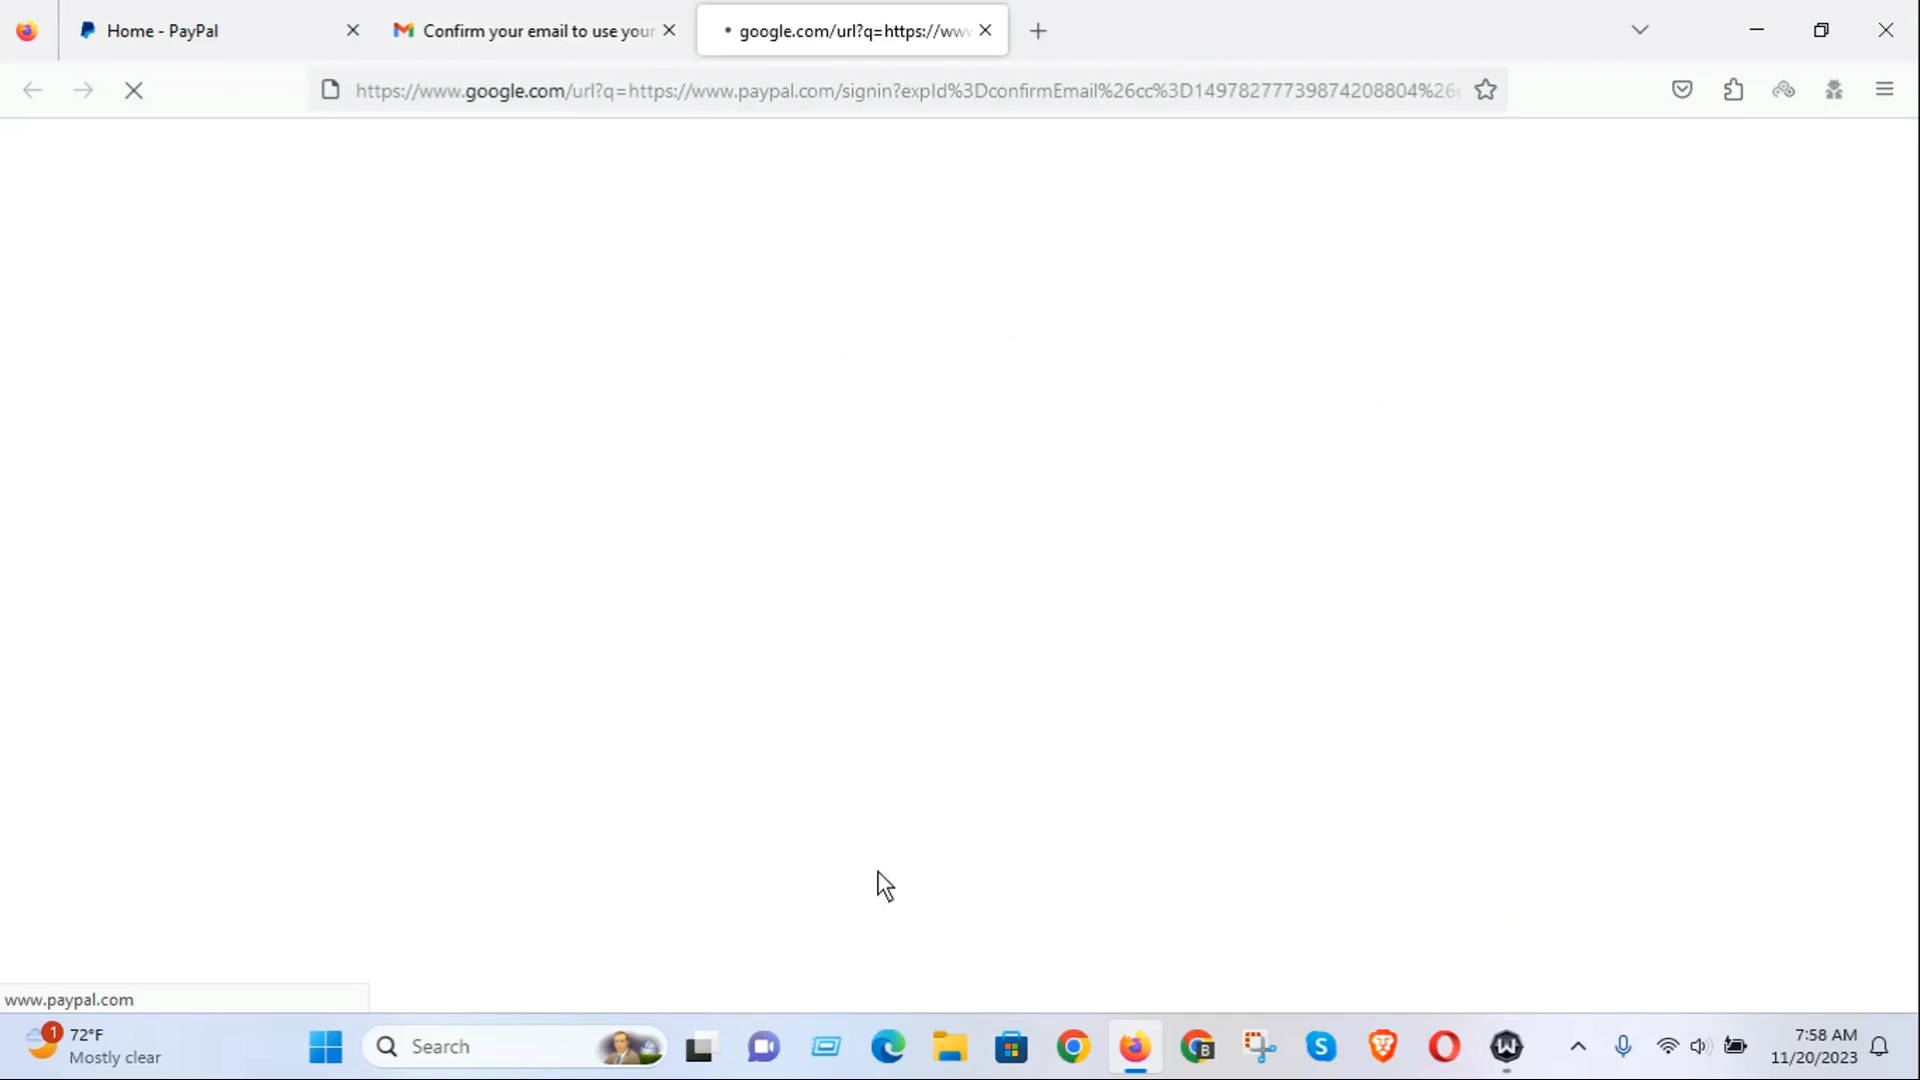 Home - PayPal
Confirm your email to use your
google.com/url?q=https://ww
https://www.google.com/url?q=https://www.paypal.com/signin?expId%3DconfirmEmail%26cc%3D14978277739874208804%26
www.paypal.com
1
72°F
Mostly clear
Search
B
S
W
7:58 AM
11/20/2023